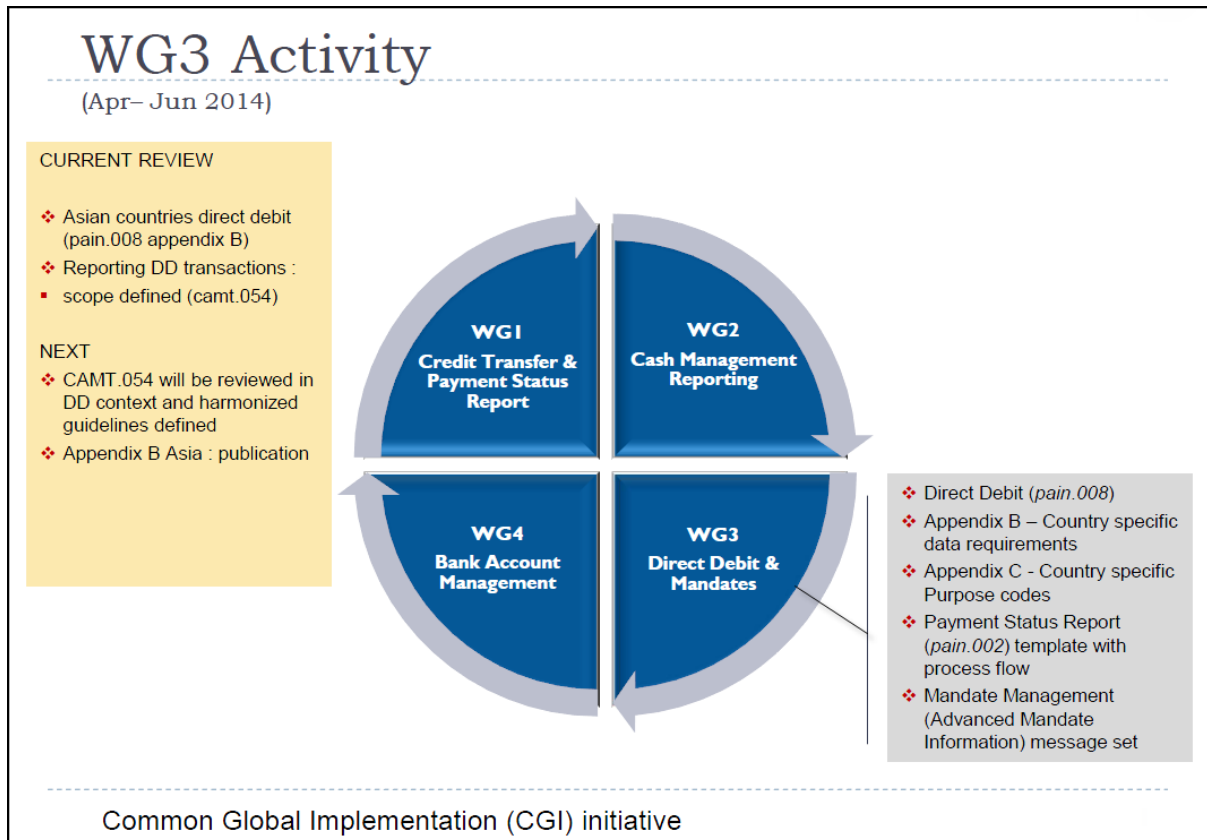 WG3 Activity
(Apr– Jun 2014)
CURRENT REVIEW
❖ Asian countries direct debit
(pain.008 appendix B)
❖ Reporting DD transactions :
▪ scope defined (camt.054)
NEXT
❖ CAMT.054 will be reviewed in
DD context and harmonized
guidelines defined
❖ Appendix B Asia : publication
WG1
Credit Transfer &
Payment Status
Report
WG2
Cash Management
Reporting
WG4
Bank Account
Management
WG3
Direct Debit &
Mandates
❖ Direct Debit (pain.008)
❖ Appendix B – Country specific
data requirements
❖ Appendix C - Country specific
Purpose codes
❖ Payment Status Report
(pain.002) template with
process flow
❖ Mandate Management
(Advanced Mandate
Information) message set
Common Global Implementation (CGI) initiative